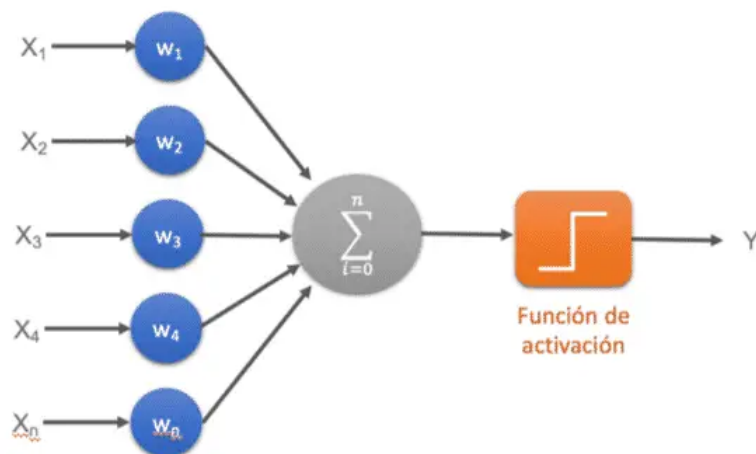 X₁ w₁
X₂ w₂
X₃ w₃
X₄ w₄
Xₙ wₙ
n
∑
i=0
Y
Función de
activación